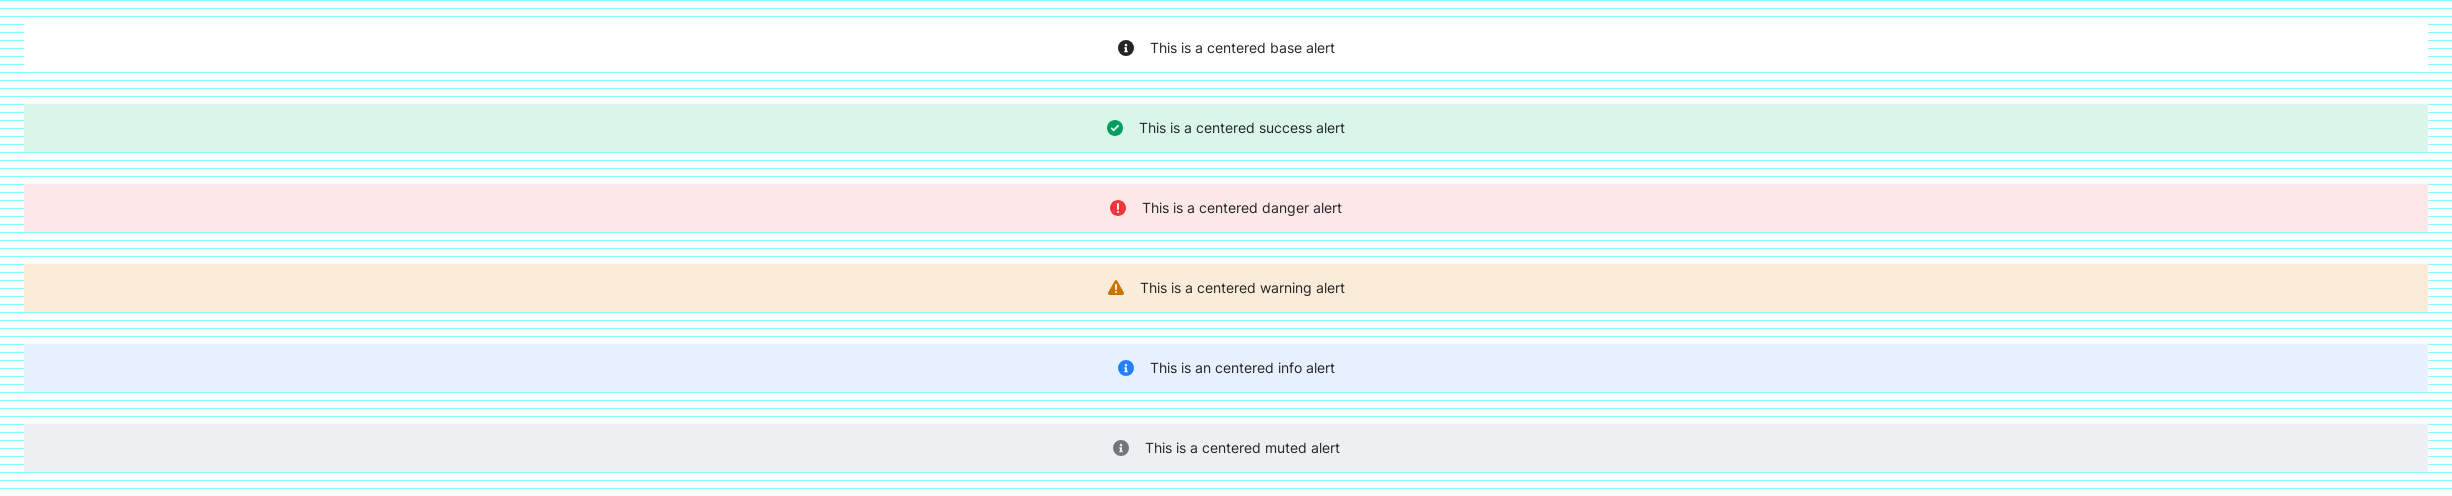 This is a centered base alert
This is a centered success alert
This is a centered danger alert
This is a centered warning alert
This is an centered info alert
This is a centered muted alert